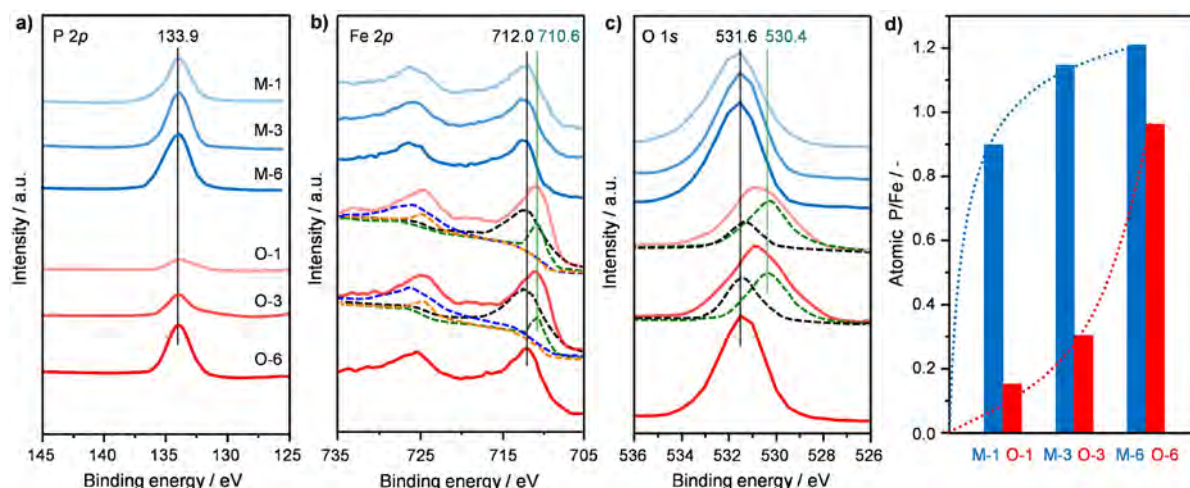 a)
P 2p
133.9
M-1
M-3
M-6
O-1
O-3
O-6
Intensity / a.u.
145 140 135 130 125
Binding energy / eV
b)
Fe 2p
712.0 710.6
Intensity / a.u.
735 725 715 705
Binding energy / eV
c)
O 1s
531.6 530.4
Intensity / a.u.
536 534 532 530 528 526
Binding energy / eV
d)
Atomic P/Fe / -
1.2
1.0
0.8
0.6
0.4
0.2
0.0
M-1 O-1 M-3 O-3 M-6 O-6